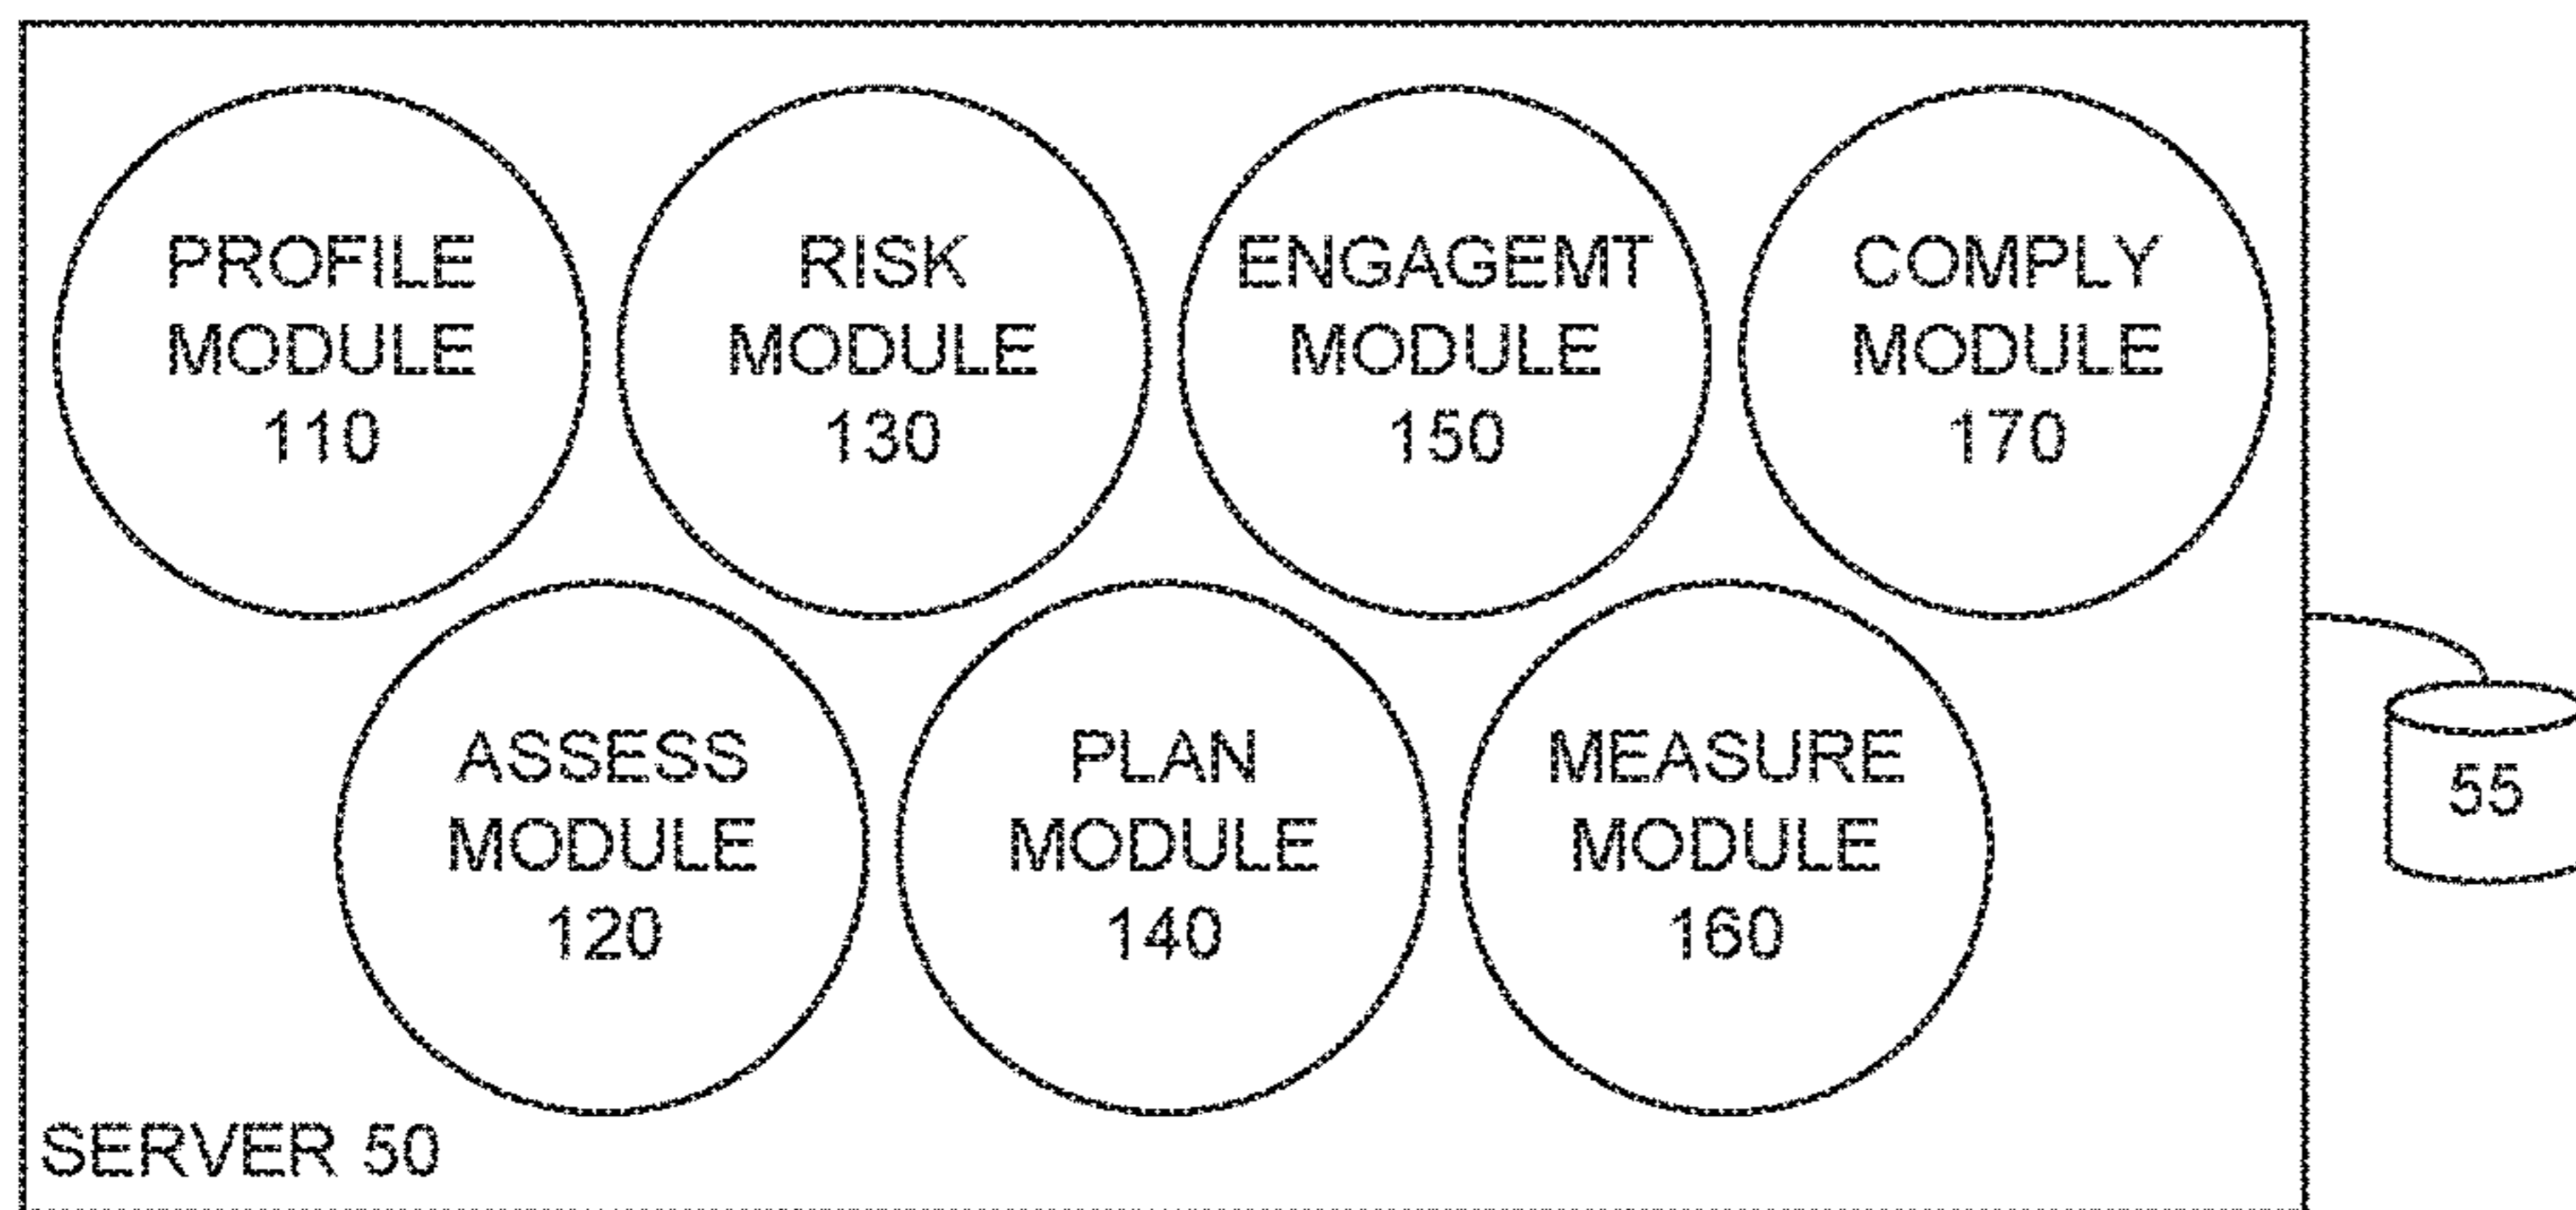 PROFILE
MODULE
110
RISK
MODULE
130
ENGAGEMT
MODULE
150
COMPLY
MODULE
170
ASSESS
MODULE
120
PLAN
MODULE
140
MEASURE
MODULE
160
55
SERVER 50